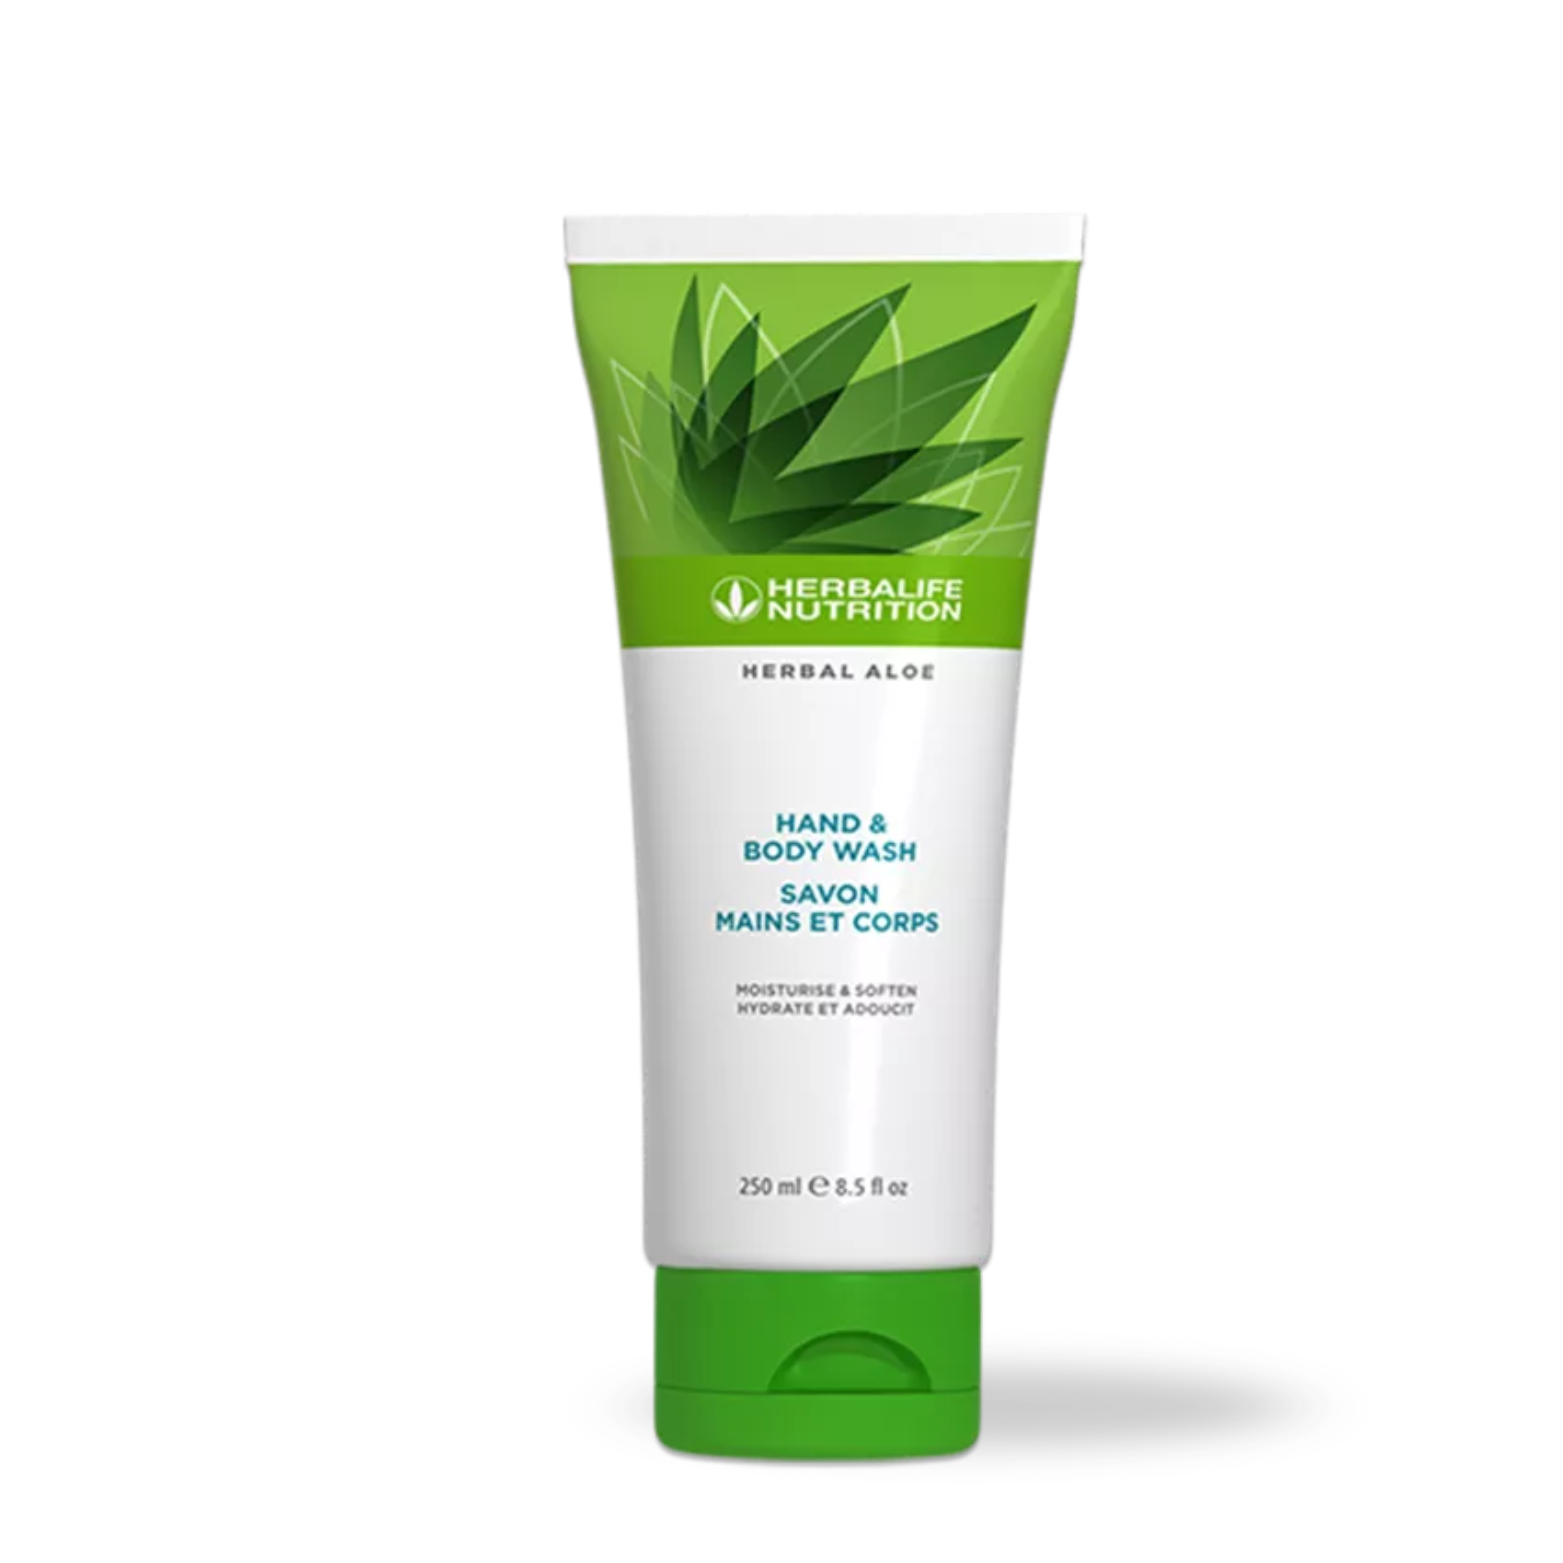 HERBALIFE
NUTRITION
HERBAL ALOE
HAND &
BODY WASH
SAVON
MAINS ET CORPS
MOISTURISE & SOFTEN
HYDRATE ET ADOUCIT
250 ml ℮ 8.5 fl oz